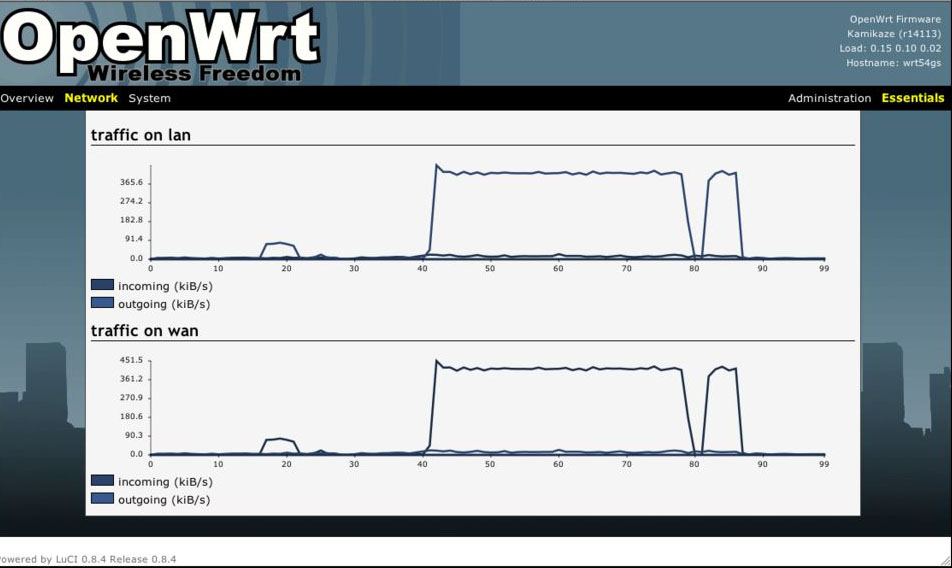 OpenWrt
Wireless Freedom
OpenWrt Firmware
Kamikaze (r14113)
Load: 0.15 0.10 0.02
Hostname: wrt54gs
Overview Network System Administration Essentials
traffic on lan
365.6
274.2
182.8
91.4
0.0
0 10 20 30 40 50 60 70 80 90 99
incoming (kiB/s)
outgoing (kiB/s)
traffic on wan
451.5
361.2
270.9
180.6
90.3
0.0
0 10 20 30 40 50 60 70 80 90 99
incoming (kiB/s)
outgoing (kiB/s)
owered by LuCI 0.8.4 Release 0.8.4